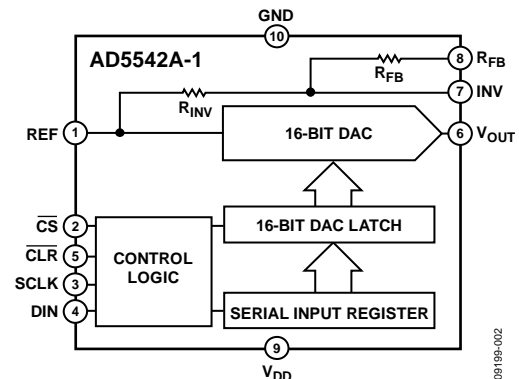 GND
10
AD5542A-1
8 RFB
RFB
7 INV
RINV
REF 1
16-BIT DAC
6 VOUT
CS 2
16-BIT DAC LATCH
CLR 5
CONTROL
LOGIC
SCLK 3
DIN 4
SERIAL INPUT REGISTER
9
VDD
09199-002